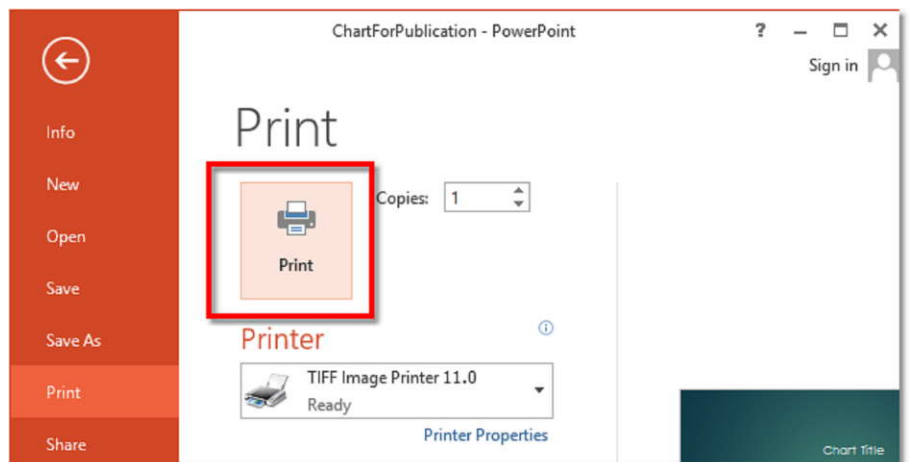 ChartForPublication - PowerPoint
?
Sign in
Info
New
Open
Save
Save As
Print
Share
Print
Copies: 1
Print
Printer
TIFF Image Printer 11.0
Ready
Printer Properties
Chart Title